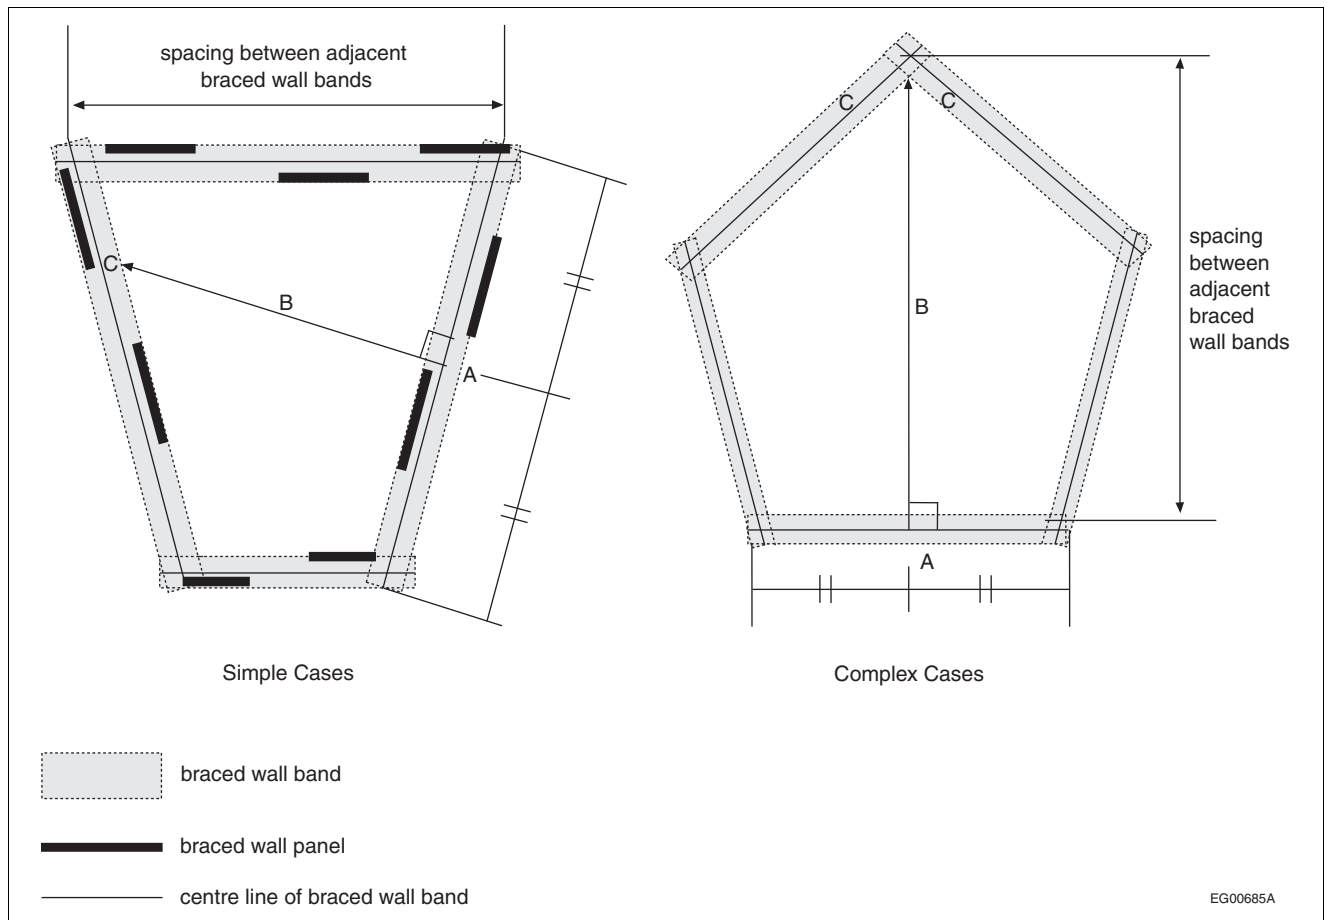 spacing between adjacent
braced wall bands
C
B
A
Simple Cases
C
C
B
A
spacing
between
adjacent
braced
wall bands
Complex Cases
braced wall band
braced wall panel
centre line of braced wall band
EG00685A